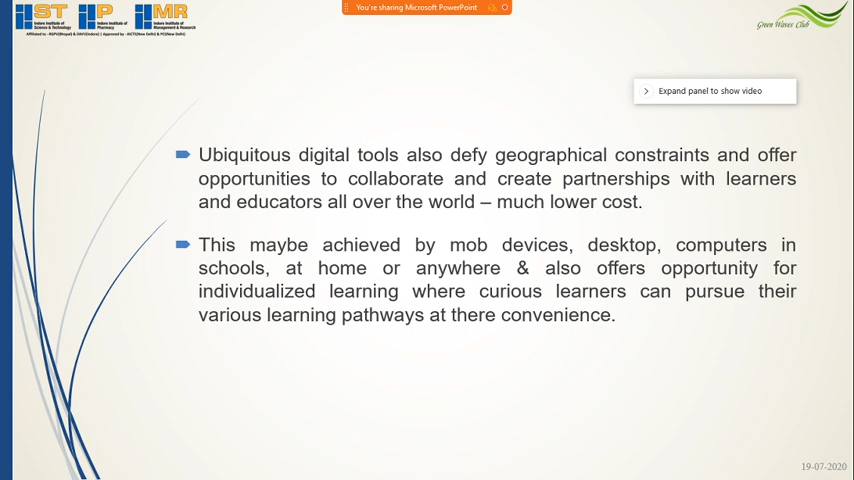 You're sharing Microsoft PowerPoint
IIST IIP IIMR
Indore Institute of Science & Technology
Indore Institute of Pharmacy
Indore Institute of Management & Research
Green Waves Club
Expand panel to show video
Ubiquitous digital tools also defy geographical constraints and offer
opportunities to collaborate and create partnerships with learners
and educators all over the world – much lower cost.
This maybe achieved by mob devices, desktop, computers in
schools, at home or anywhere & also offers opportunity for
individualized learning where curious learners can pursue their
various learning pathways at there convenience.
19-07-2020